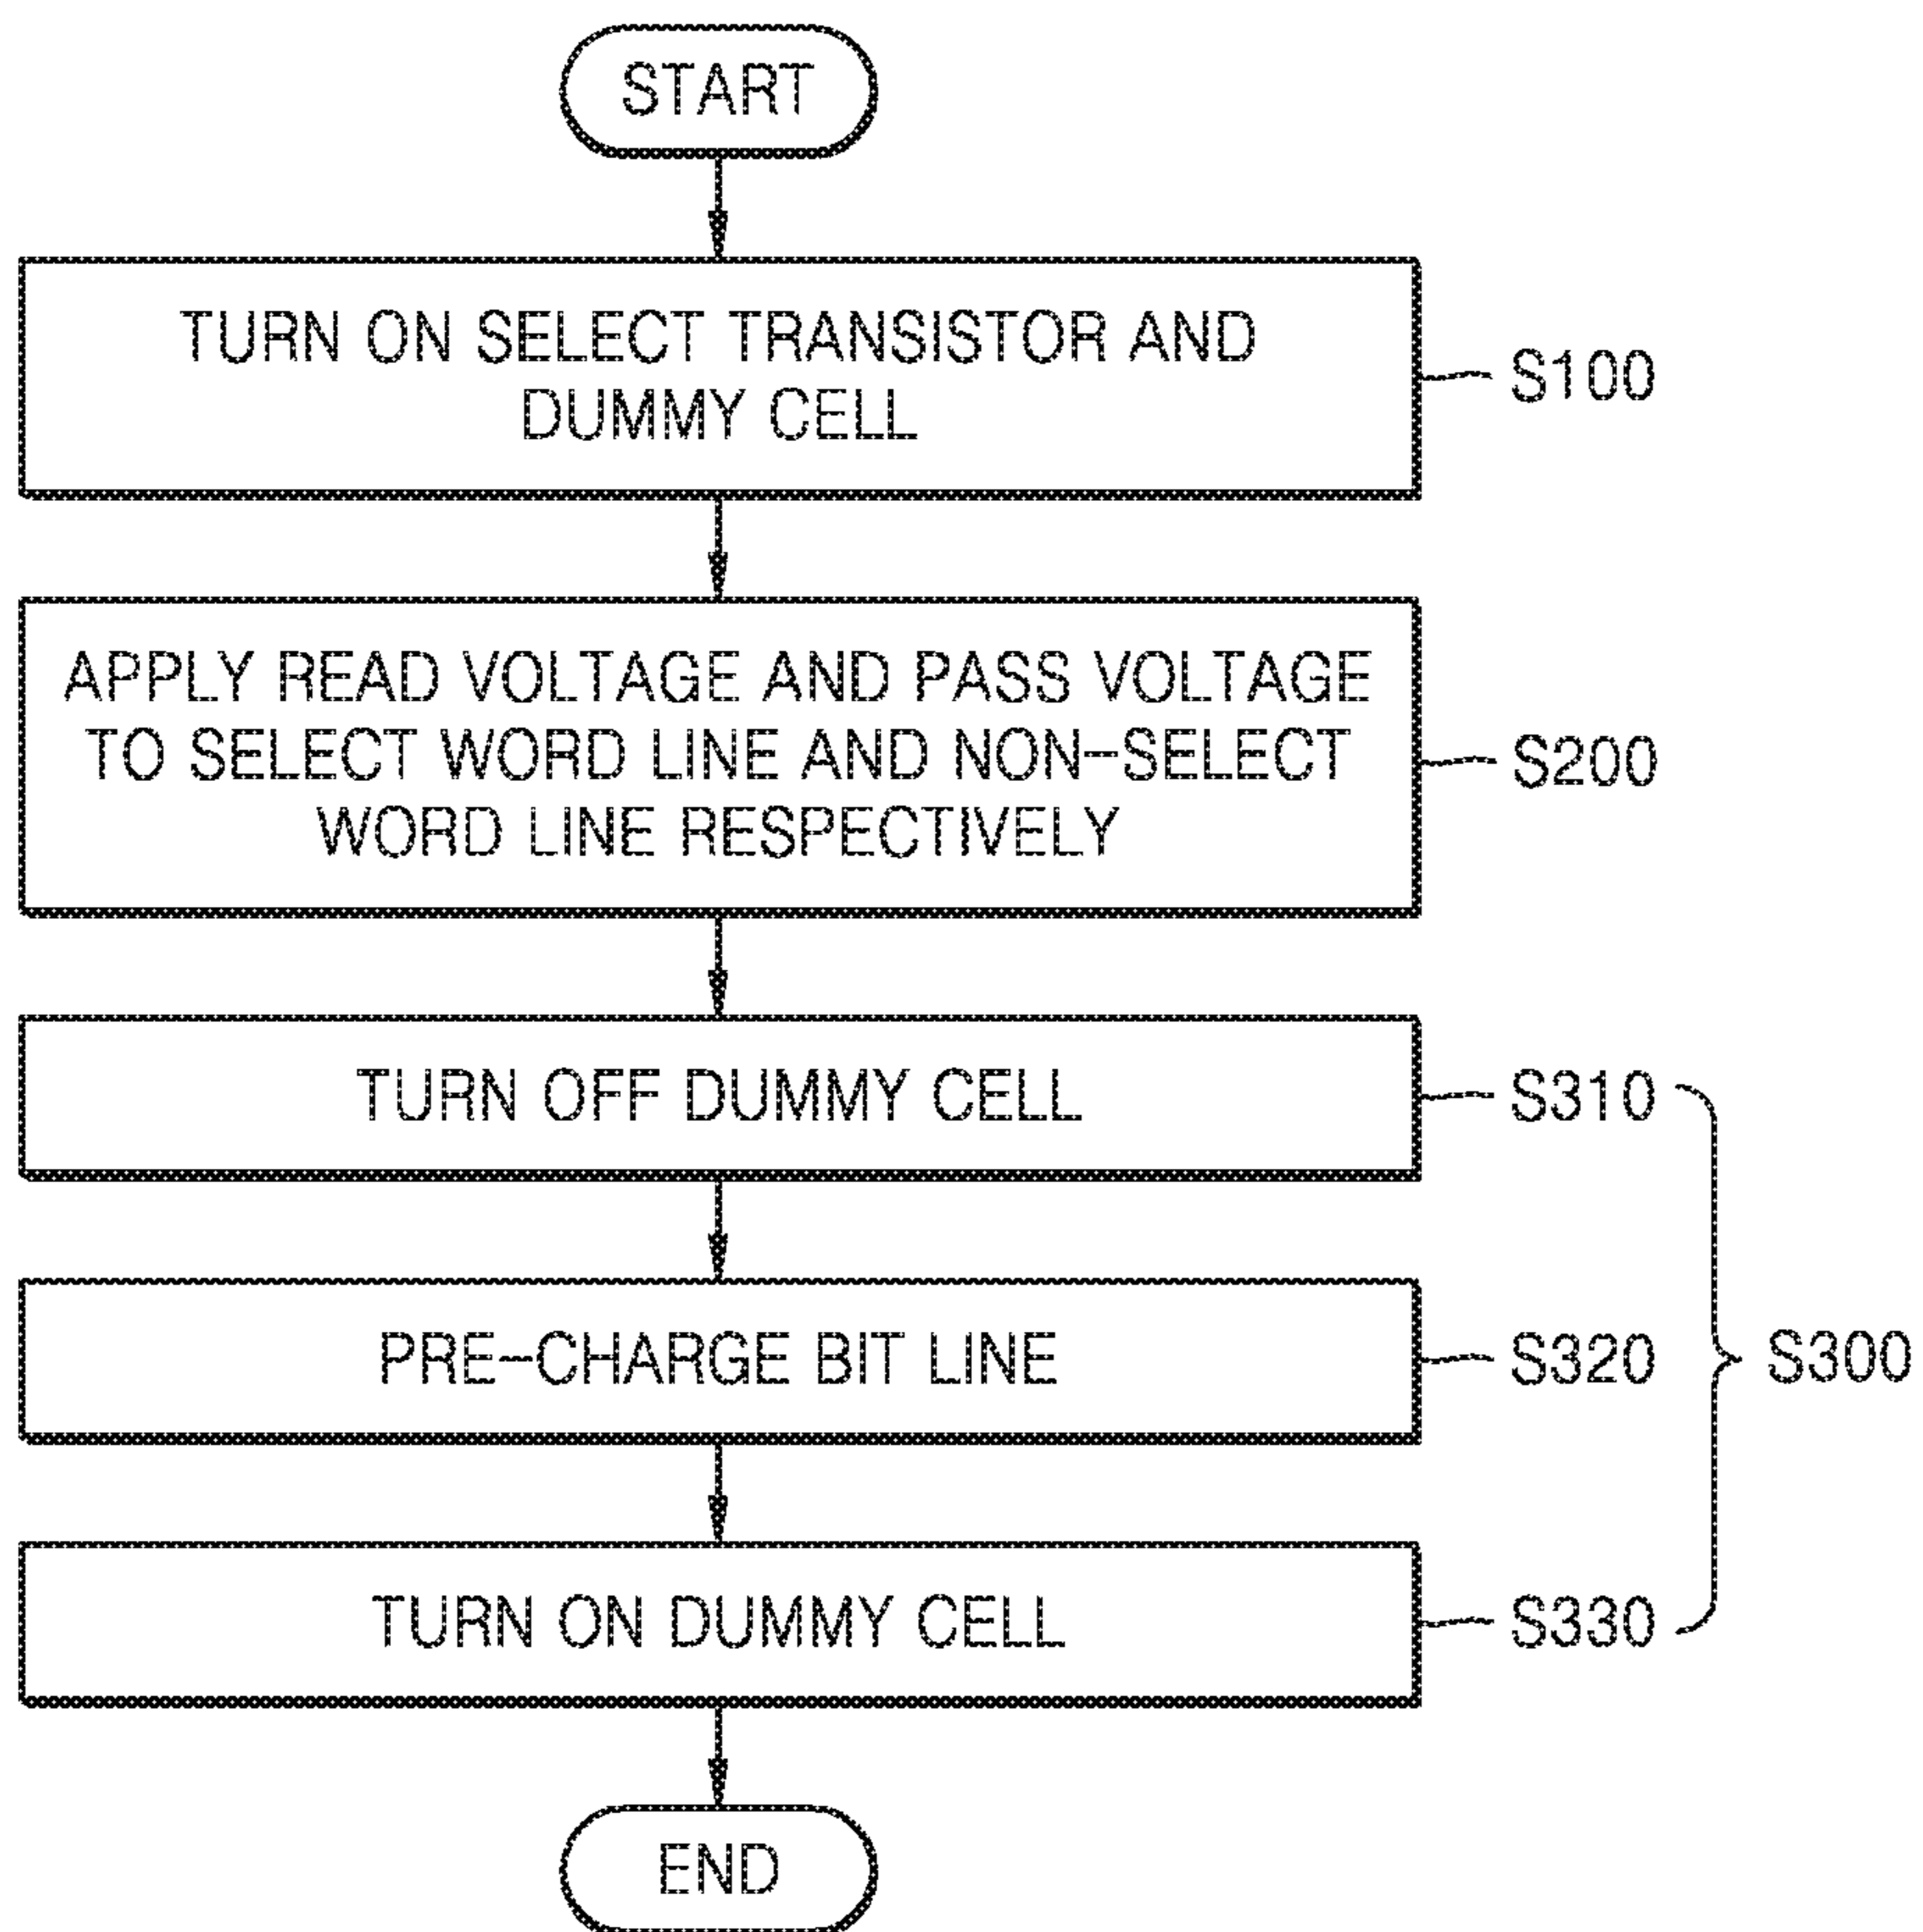 START
TURN ON SELECT TRANSISTOR AND
DUMMY CELL
S100
APPLY READ VOLTAGE AND PASS VOLTAGE
TO SELECT WORD LINE AND NON-SELECT
WORD LINE RESPECTIVELY
S200
TURN OFF DUMMY CELL
S310
PRE-CHARGE BIT LINE
S320
S300
TURN ON DUMMY CELL
S330
END